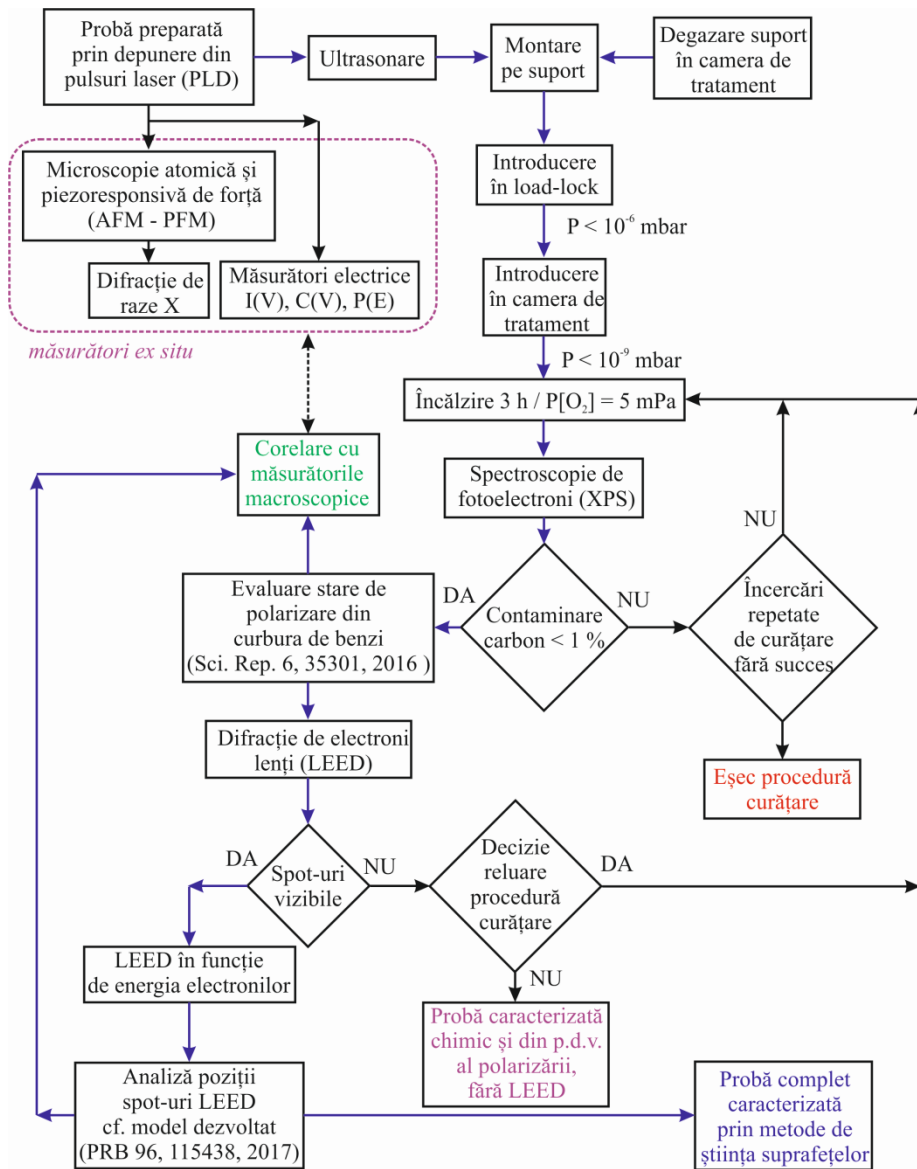 Probă preparată
prin depunere din
pulsuri laser (PLD)
Ultrasonare
Montare
pe suport
Degazare suport
în camera de
tratament
Microscopie atomică și
piezoresponsivă de forță
(AFM - PFM)
Difracție de
raze X
Măsurători electrice
I(V), C(V), P(E)
măsurători ex situ
Introducere
în load-lock
P < 10⁻⁶ mbar
Introducere
în camera de
tratament
P < 10⁻⁹ mbar
Încălzire 3 h / P[O₂] = 5 mPa
Corelare cu
măsurătorile
macroscopice
Spectroscopie de
fotoelectroni (XPS)
NU
Evaluare stare de
polarizare din
curbura de benzi
(Sci. Rep. 6, 35301, 2016 )
DA
Contaminare
carbon < 1 %
NU
Încercări
repetate
de curățare
fără succes
Difracție de electroni
lenți (LEED)
Eșec procedură
curățare
DA
Spot-uri
vizibile
NU
Decizie
reluare
procedură
curățare
DA
NU
LEED în funcție
de energia electronilor
Probă caracterizată
chimic și din p.d.v.
al polarizării,
fără LEED
Analiză poziții
spot-uri LEED
cf. model dezvoltat
(PRB 96, 115438, 2017)
Probă complet
caracterizată
prin metode de
știința suprafețelor